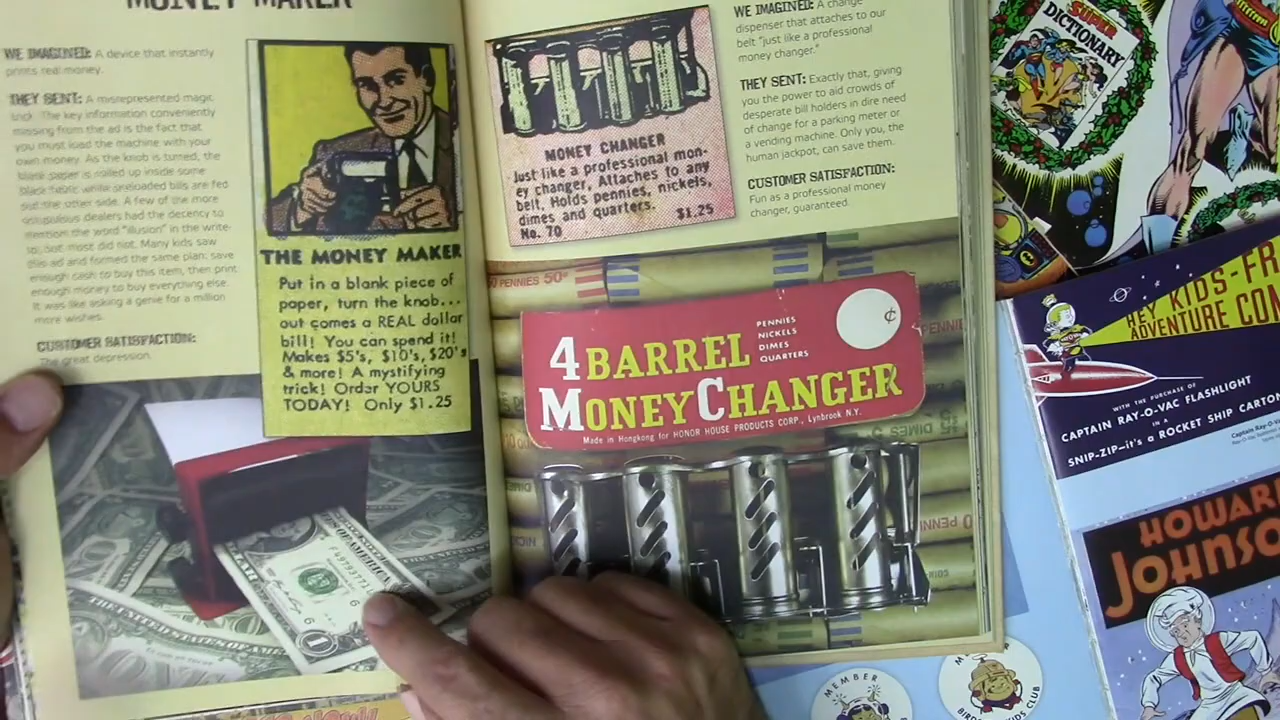 MONEY MAKER
WE IMAGINED: A device that instantly
prints real money.
THEY SENT: A misrepresented magic
trick. The key information conveniently
missing from the ad is the fact that
you must load the machine with your
own money. As the knob is turned, the
blank paper is rolled up inside some
black fabric while preloaded bills are fed
out the other side. A few of the more
scrupulous dealers had the decency to
mention the word "illusion" in the write-
up, but most did not. Many kids saw
this ad and formed the same plan: save
enough cash to buy this item, then print
enough money to buy everything else.
It was like asking a genie for a million
more wishes.
CUSTOMER SATISFACTION:
The great depression.
THE MONEY MAKER
Put in a blank piece of
paper, turn the knob...
out comes a REAL dollar
bill! You can spend it!
Makes $5's, $10's, $20's
& more! A mystifying
trick! Order YOURS
TODAY! Only $1.25
MONEY CHANGER
Just like a professional mon-
ey changer, Attaches to any
belt, Holds pennies, nickels,
dimes and quarters.
No. 70 $1.25
WE IMAGINED: A change
dispenser that attaches to our
belt "just like a professional
money changer."
THEY SENT: Exactly that, giving
you the power to aid crowds of
desperate bill holders in dire need
of change for a parking meter or
a vending machine. Only you, the
human jackpot, can save them.
CUSTOMER SATISFACTION:
Fun as a professional money
changer, guaranteed.
PENNIES 50¢
4 BARREL
MONEY CHANGER
PENNIES
NICKELS
DIMES
QUARTERS
¢
Made in Hongkong for HONOR HOUSE PRODUCTS CORP., Lynbrook N.Y.
PENNIE
DIMES
PENNI
SUPER
DICTIONARY
HEY KIDS-FR
ADVENTURE CON
WITH THE PURCHASE OF
CAPTAIN RAY-O-VAC FLASHLIGHT
IN A
SNIP-ZIP-it's a ROCKET SHIP CARTON
HOWAR
JOHNSO
MEMBER
KIDS CLUB